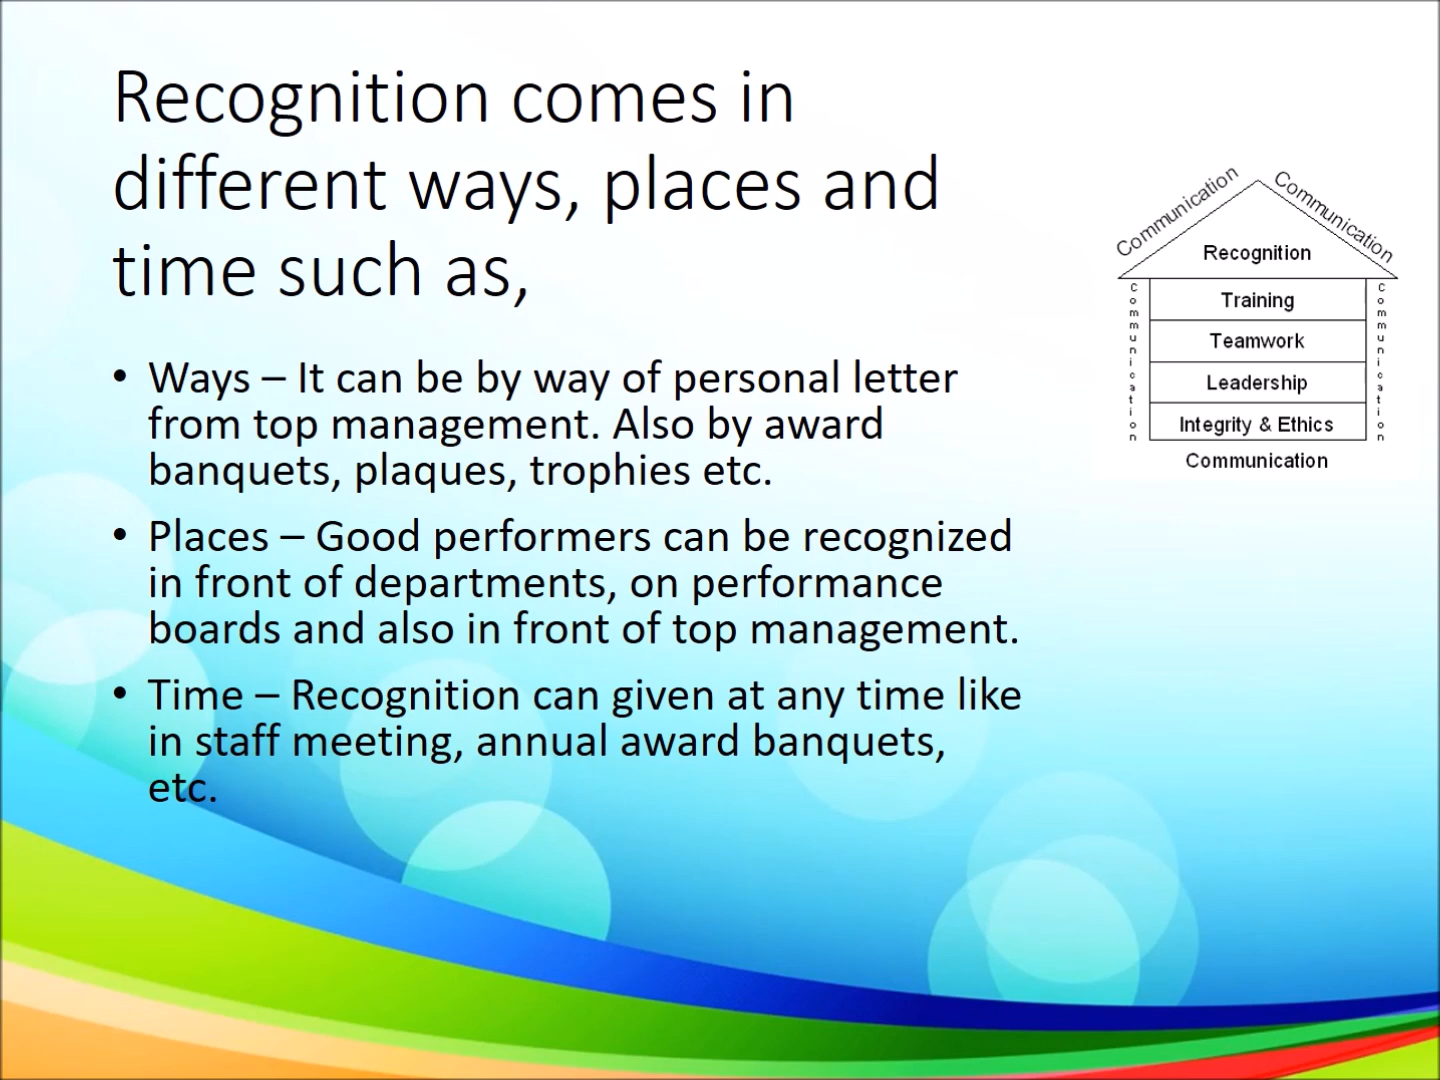 Recognition comes in
different ways, places and
time such as,
• Ways – It can be by way of personal letter
from top management. Also by award
banquets, plaques, trophies etc.
• Places – Good performers can be recognized
in front of departments, on performance
boards and also in front of top management.
• Time – Recognition can given at any time like
in staff meeting, annual award banquets,
etc.
Communication
Communication
Recognition
Communication
Training
Teamwork
Leadership
Integrity & Ethics
Communication
Communication